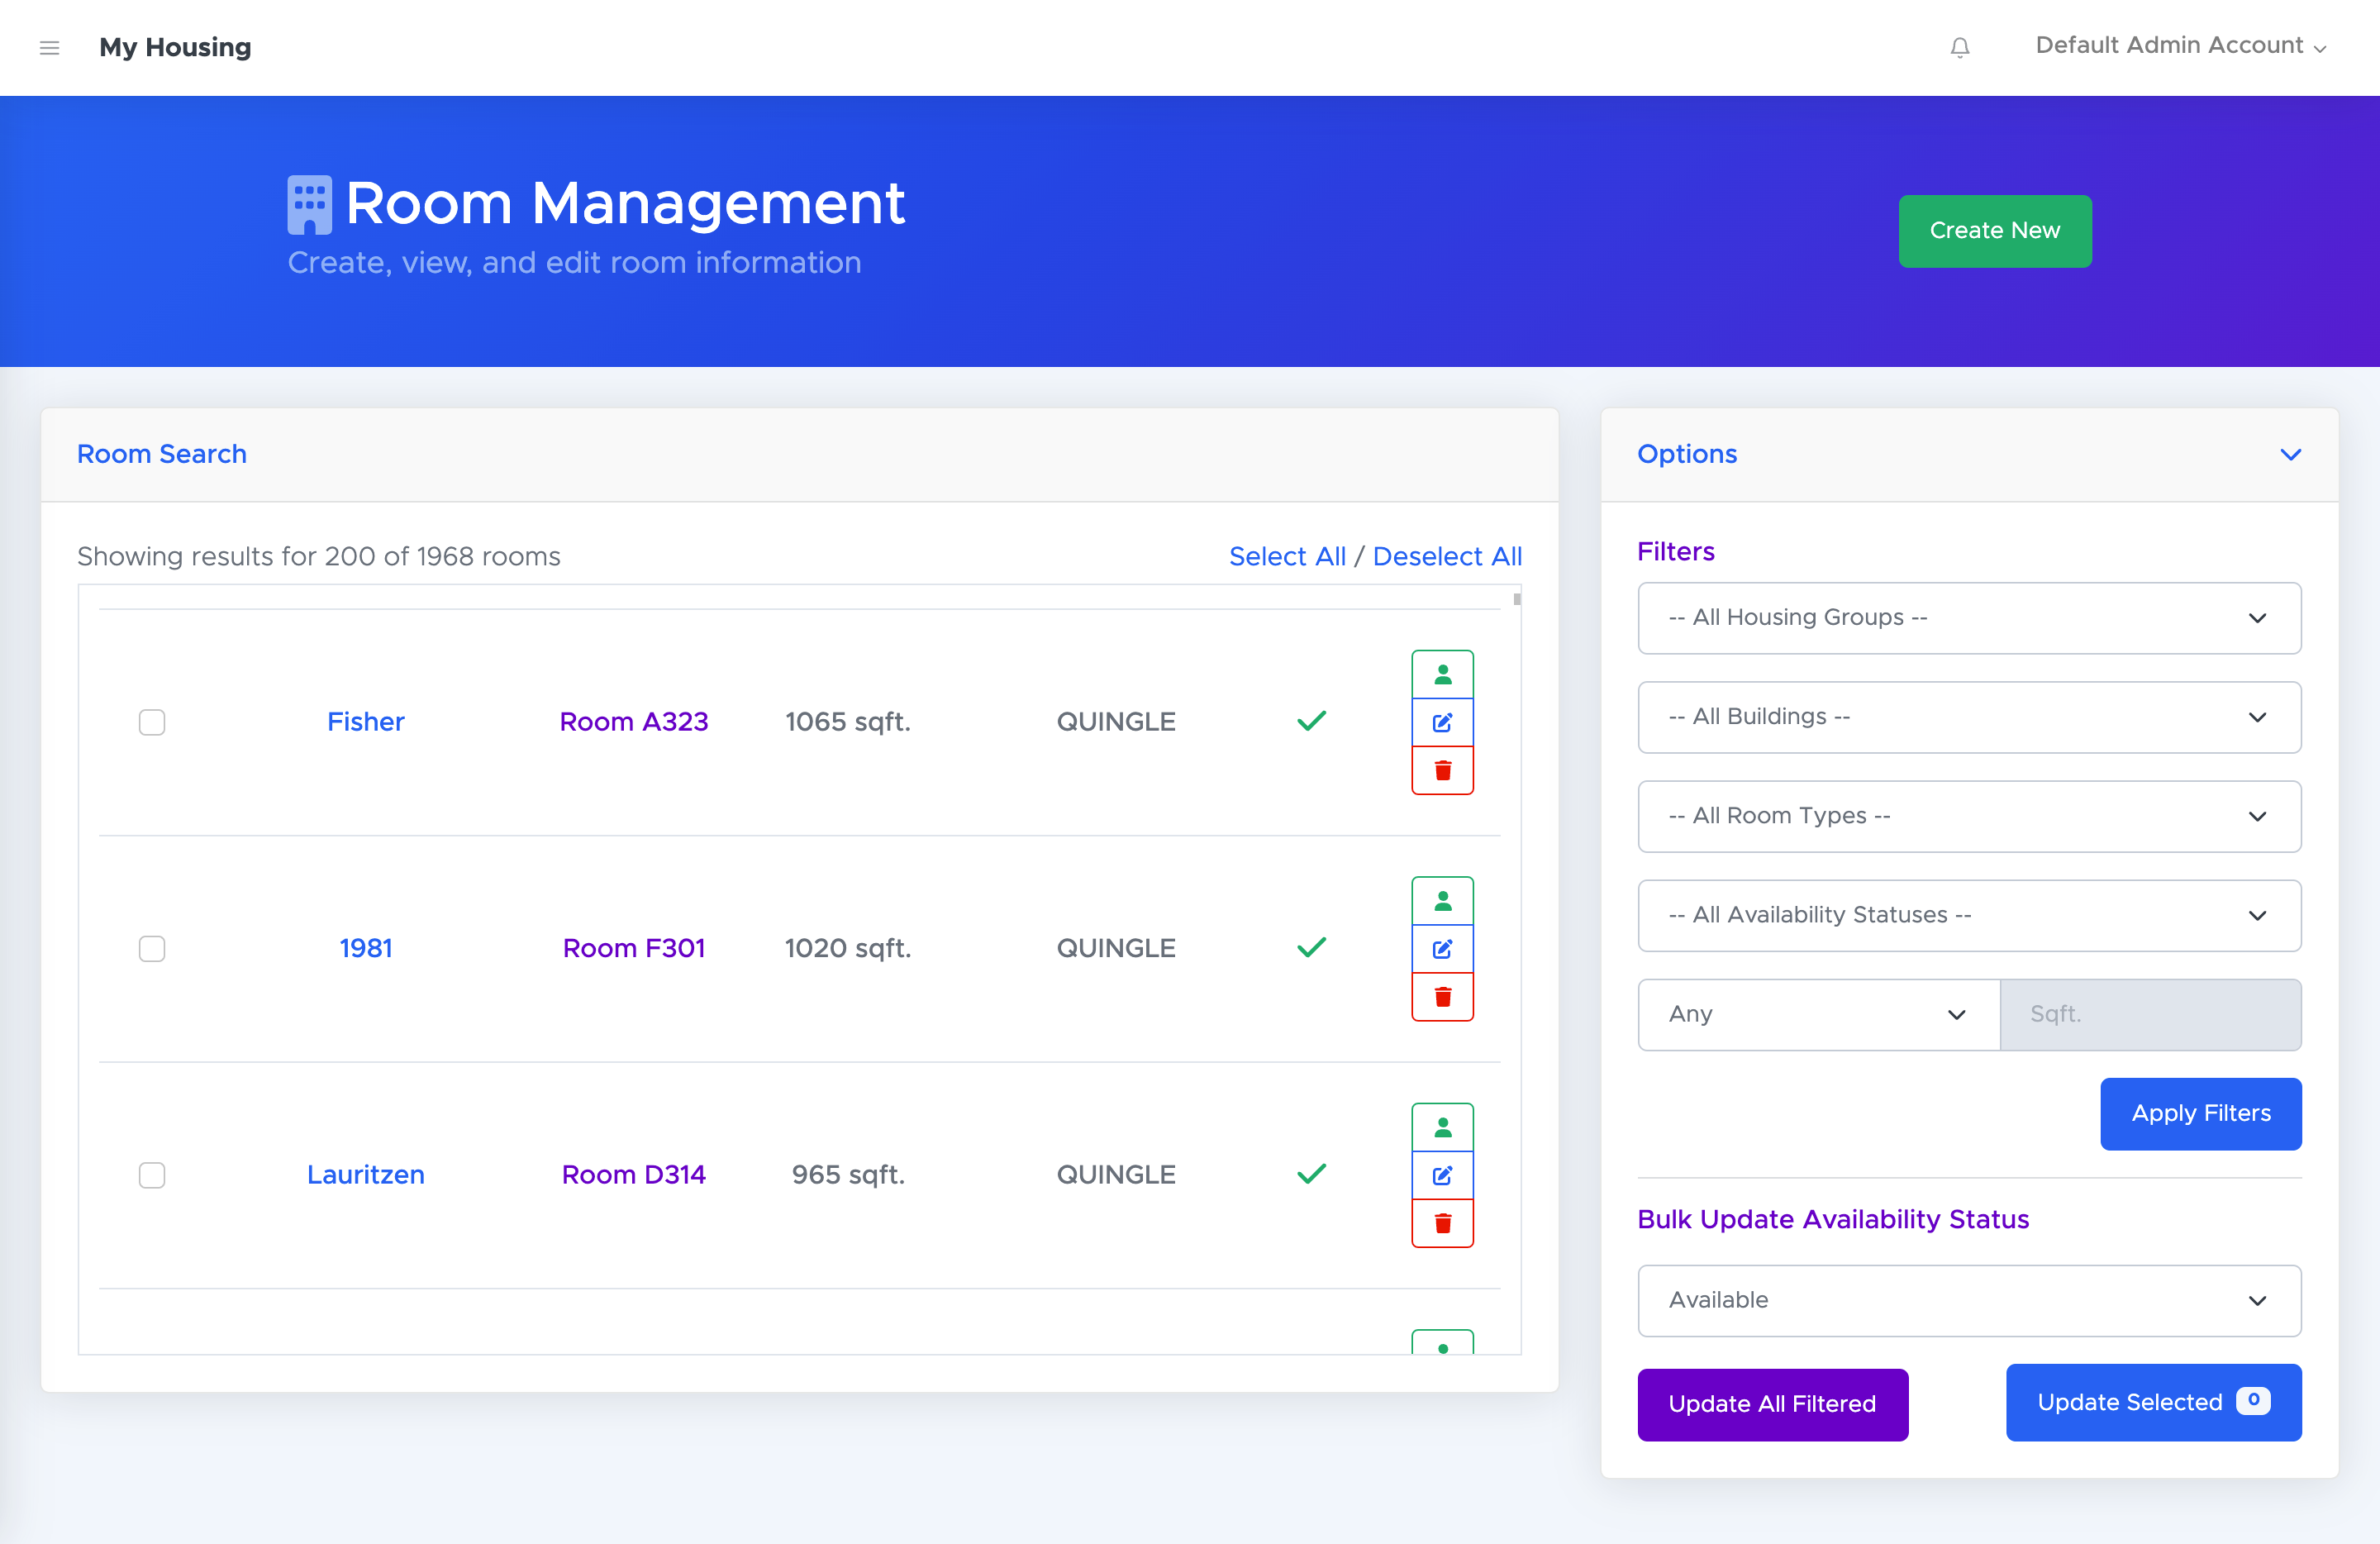 My Housing
Default Admin Account
Room Management
Create, view, and edit room information
Create New
Room Search
Showing results for 200 of 1968 rooms
Select All / Deselect All
Fisher Room A323 1065 sqft. QUINGLE
1981 Room F301 1020 sqft. QUINGLE
Lauritzen Room D314 965 sqft. QUINGLE
Options
Filters
-- All Housing Groups --
-- All Buildings --
-- All Room Types --
-- All Availability Statuses --
Any Sqft.
Apply Filters
Bulk Update Availability Status
Available
Update All Filtered
Update Selected 0